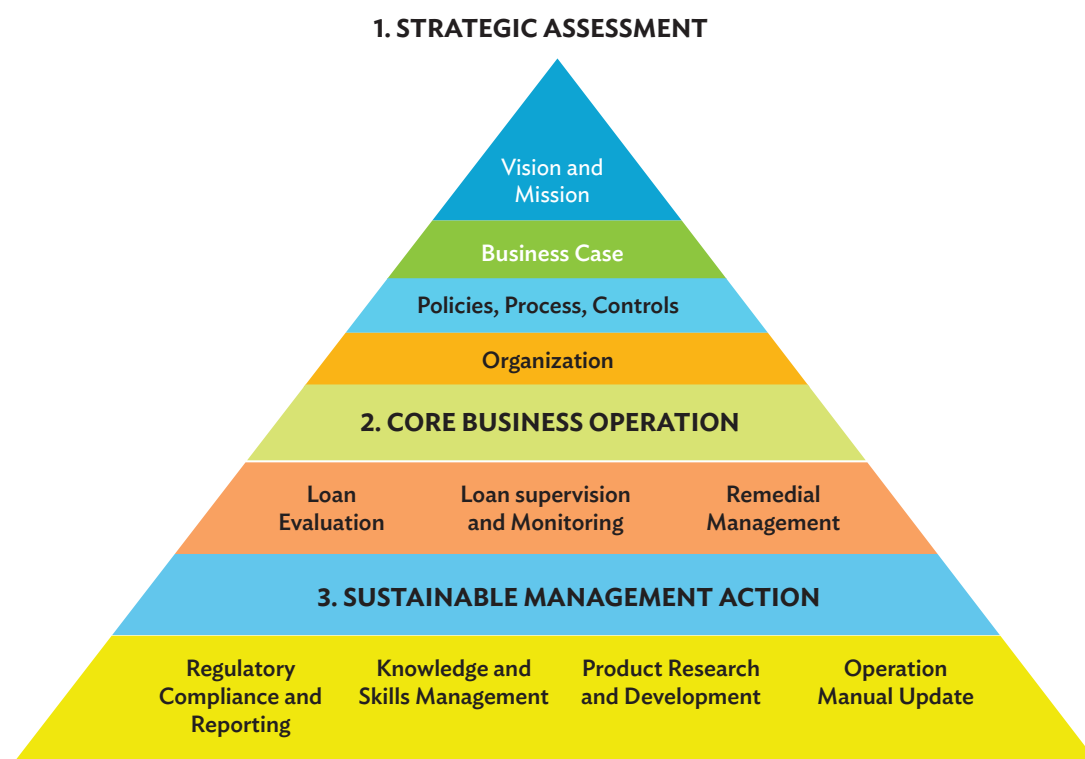 1. STRATEGIC ASSESSMENT
Vision and
Mission
Business Case
Policies, Process, Controls
Organization
2. CORE BUSINESS OPERATION
Loan
Evaluation
Loan supervision
and Monitoring
Remedial
Management
3. SUSTAINABLE MANAGEMENT ACTION
Regulatory
Compliance and
Reporting
Knowledge and
Skills Management
Product Research
and Development
Operation
Manual Update